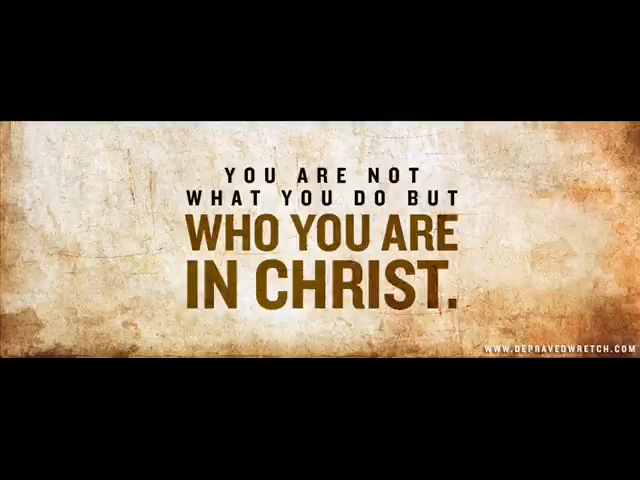 YOU ARE NOT
WHAT YOU DO BUT
WHO YOU ARE
IN CHRIST.
WWW.DEPRAVEDWRETCH.COM